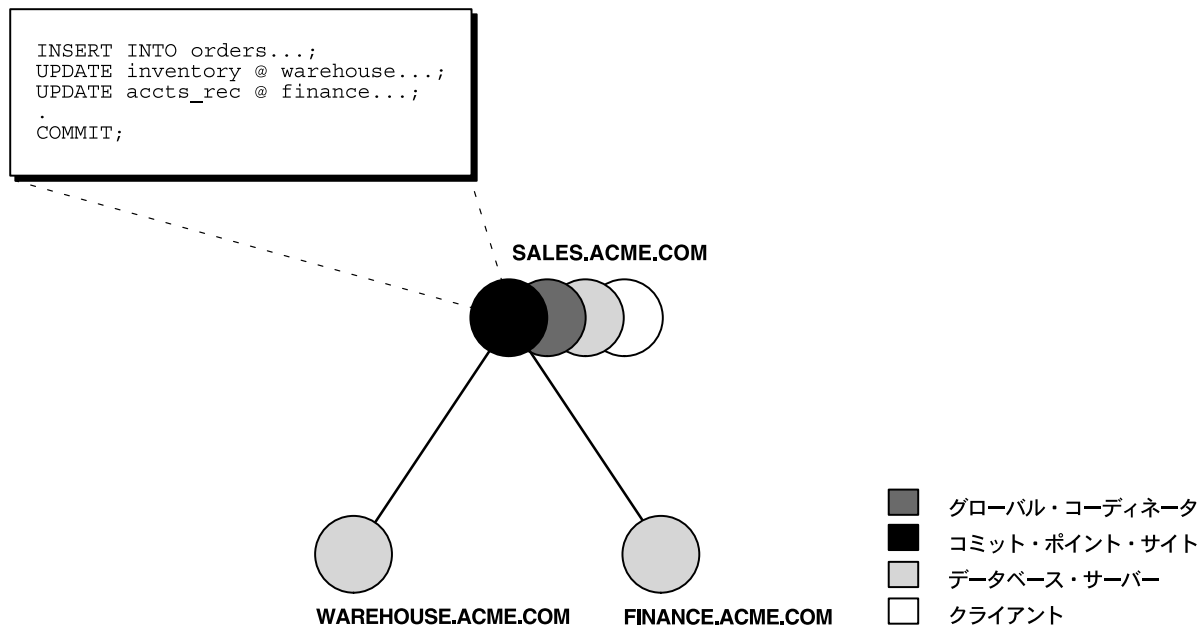 INSERT INTO orders...;
UPDATE inventory @ warehouse...;
UPDATE accts_rec @ finance...;
.
COMMIT;
SALES.ACME.COM
WAREHOUSE.ACME.COM
FINANCE.ACME.COM
グローバル・コーディネータ
コミット・ポイント・サイト
データベース・サーバー
クライアント